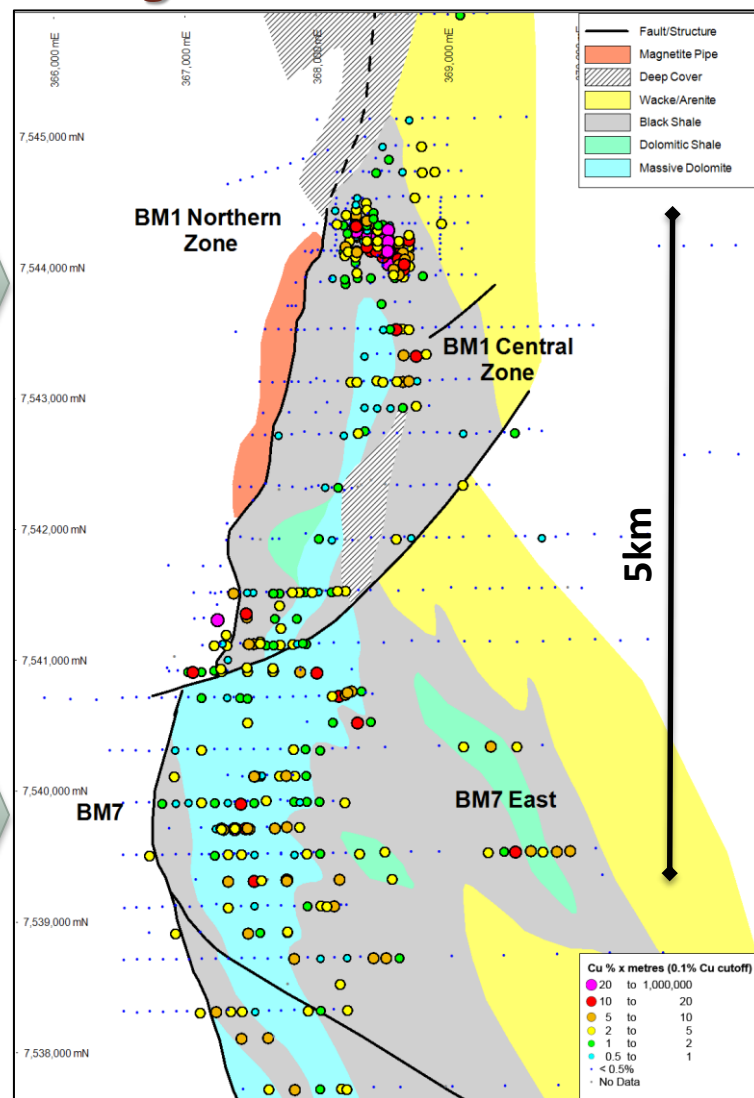 366,000 mE
367,000 mE
368,000 mE
369,000 mE
Fault/Structure
Magnetite Pipe
Deep Cover
Wacke/Arenite
Black Shale
Dolomitic Shale
Massive Dolomite
7,545,000 mN
BM1 Northern
Zone
7,544,000 mN
BM1 Central
Zone
7,543,000 mN
7,542,000 mN
5km
7,541,000 mN
7,540,000 mN
BM7
BM7 East
7,539,000 mN
7,538,000 mN
Cu % x metres (0.1% Cu cutoff)
20 to 1,000,000
10 to 20
5 to 10
2 to 5
1 to 2
0.5 to 1
< 0.5%
No Data